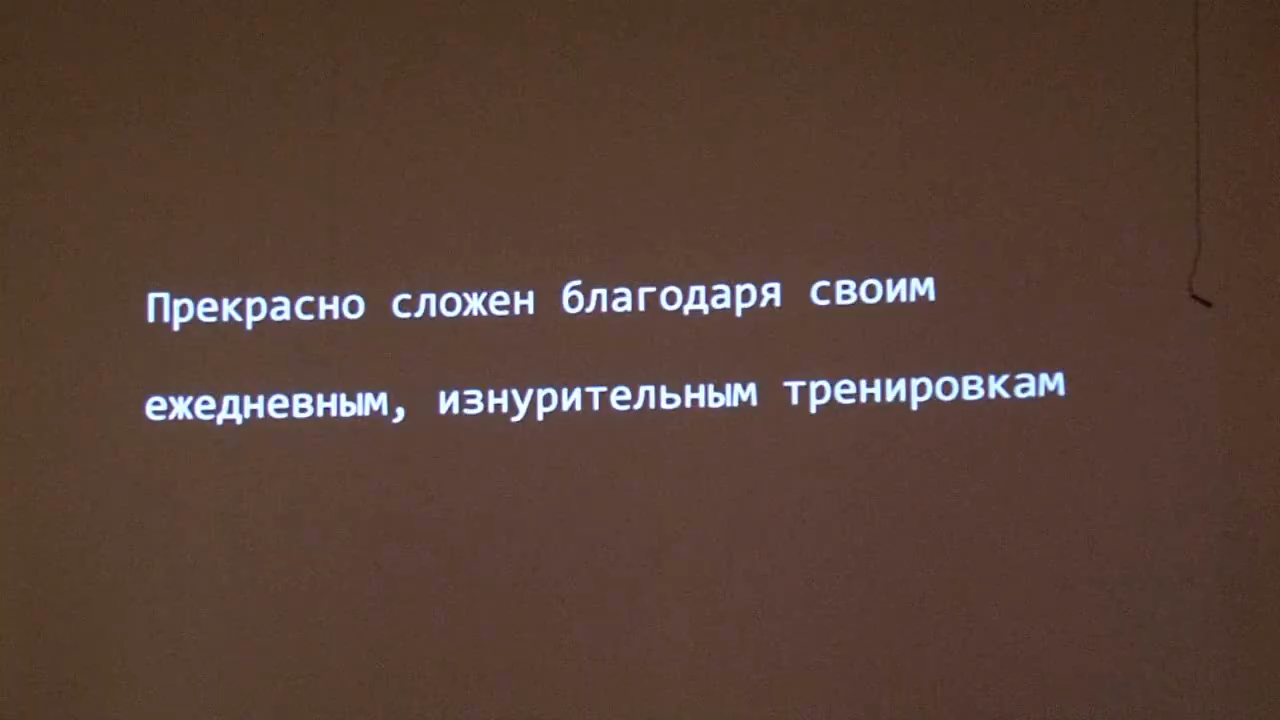 Прекрасно сложен благодаря своим
ежедневным, изнурительным тренировкам